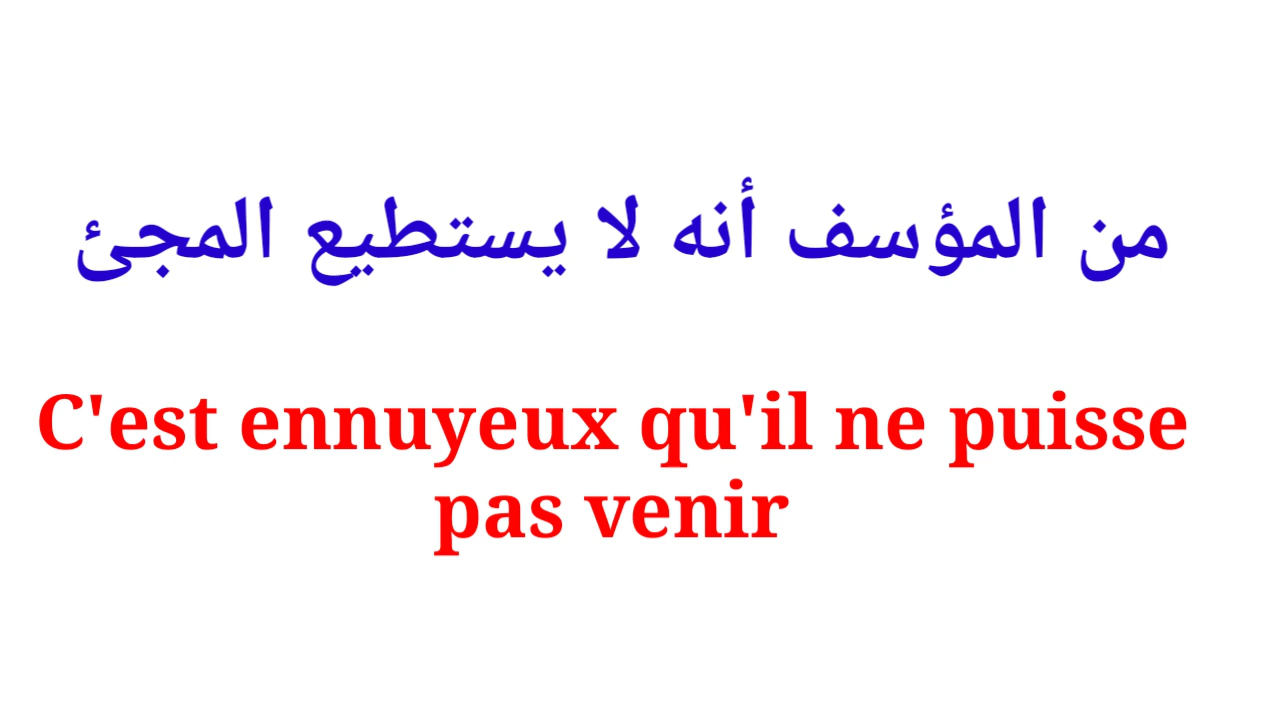 من المؤسف أنه لا يستطيع المجئ
C'est ennuyeux qu'il ne puisse
pas venir